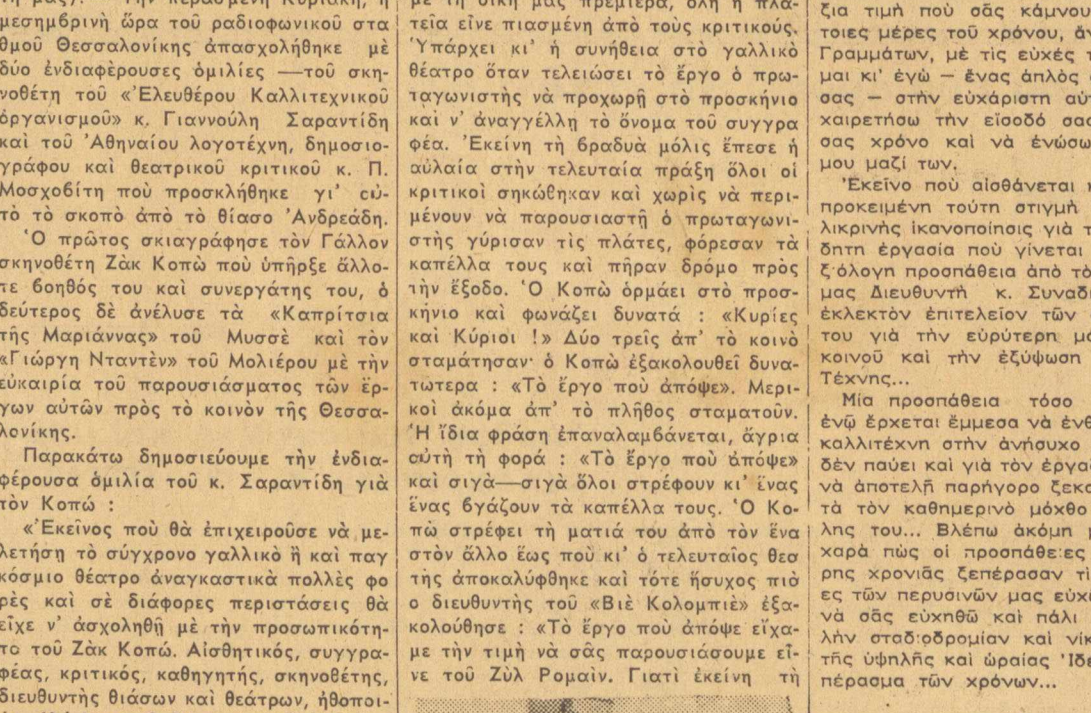 μεσημβρινὴ ὥρα τοῦ ραδιοφωνικοῦ στα
θμοῦ Θεσσαλονίκης ἀπασχολήθηκε μὲ
δύο ἐνδιαφέρουσες ὁμιλίες —τοῦ σκη-
νοθέτη τοῦ «Ἐλευθέρου Καλλιτεχνικοῦ
ὀργανισμοῦ» κ. Γιαννούλη Σαραντίδη
καὶ τοῦ Ἀθηναίου λογοτέχνη, δημοσιο-
γράφου καὶ θεατρικοῦ κριτικοῦ κ. Π.
Μοσχοβίτη ποὺ προσκλήθηκε γι' αὐ-
τὸ τὸ σκοπὸ ἀπὸ τὸ θίασο Ἀνδρεάδη.
Ὁ πρῶτος σκιαγράφησε τὸν Γάλλον
σκηνοθέτη Ζὰκ Κοπὼ ποὺ ὑπῆρξε ἄλλο-
τε βοηθός του καὶ συνεργάτης του, ὁ
δεύτερος δὲ ἀνέλυσε τὰ «Καπρίτσια
τῆς Μαριάννας» τοῦ Μυσσὲ καὶ τὸν
«Γιώργη Νταντὲν» τοῦ Μολιέρου μὲ τὴν
εὐκαιρία τοῦ παρουσιάσματος τῶν ἔρ-
γων αὐτῶν πρὸς τὸ κοινὸν τῆς Θεσσα-
λονίκης.
Παρακάτω δημοσιεύουμε τὴν ἐνδια-
φέρουσα ὁμιλία τοῦ κ. Σαραντίδη γιὰ
τὸν Κοπώ :
«Ἐκεῖνος ποὺ θὰ ἐπιχειροῦσε νὰ με-
λετήση τὸ σύγχρονο γαλλικὸ ἢ καὶ παγ
κόσμιο θέατρο ἀναγκαστικὰ πολλὲς φο
ρὲς καὶ σὲ διάφορες περιστάσεις θὰ
εἶχε ν' ἀσχοληθῇ μὲ τὴν προσωπικότη-
τα τοῦ Ζὰκ Κοπώ. Αἰσθητικός, συγγρα-
φέας, κριτικός, καθηγητής, σκηνοθέτης,
διευθυντὴς θιάσων καὶ θεάτρων, ἠθοποι-
με τὴ δική μας πρεμιέρα, ὅλη ἡ πλα-
τεῖα εἶνε πιασμένη ἀπὸ τοὺς κριτικούς.
Ὑπάρχει κι' ἡ συνήθεια στὸ γαλλικὸ
θέατρο ὅταν τελειώσει τὸ ἔργο ὁ πρω-
ταγωνιστὴς νὰ προχωρῇ στὸ προσκήνιο
καὶ ν' ἀναγγέλλη τὸ ὄνομα τοῦ συγγρα
φέα. Ἐκείνη τὴ βραδυὰ μόλις ἔπεσε ἡ
αὐλαία στὴν τελευταία πράξη ὅλοι οἱ
κριτικοὶ σηκώθηκαν καὶ χωρὶς νὰ περι-
μένουν νὰ παρουσιαστῇ ὁ πρωταγωνι-
στὴς γύρισαν τὶς πλάτες, φόρεσαν τὰ
καπέλλα τους καὶ πῆραν δρόμο πρὸς
τὴν ἔξοδο. Ὁ Κοπὼ ὁρμάει στὸ προσ-
κήνιο καὶ φωνάζει δυνατά : «Κυρίες
καὶ Κύριοι !» Δύο τρεῖς ἀπ' τὸ κοινὸ
σταμάτησαν· ὁ Κοπὼ ἐξακολουθεῖ δυνα-
τώτερα : «Τὸ ἔργο ποὺ ἀπόψε». Μερι-
κοὶ ἀκόμα ἀπ' τὸ πλῆθος σταματοῦν.
Ἡ ἴδια φράση ἐπαναλαμβάνεται, ἄγρια
αὐτὴ τὴ φορά : «Τὸ ἔργο ποὺ ἀπόψε»
καὶ σιγὰ—σιγὰ ὅλοι στρέφουν κι' ἕνας
ἕνας βγάζουν τὰ καπέλλα τους. Ὁ Κο-
πὼ στρέφει τὴ ματιά του ἀπὸ τὸν ἕνα
στὸν ἄλλο ἕως ποὺ κι' ὁ τελευταῖος θεα
τὴς ἀποκαλύφθηκε καὶ τότε ἥσυχος πιὸ
ὁ διευθυντὴς τοῦ «Βιὲ Κολομπιὲ» ἐξα-
κολούθησε : «Τὸ ἔργο ποὺ ἀπόψε εἴχα-
με τὴν τιμὴ νὰ σᾶς παρουσιάσουμε εἶ-
νε τοῦ Ζὺλ Ρομαὶν. Γιατὶ ἐκείνη τὴ
ξια τιμὴ ποὺ σᾶς κάμνου
τοιες μέρες τοῦ χρόνου, ἄν
Γραμμάτων, μὲ τὶς εὐχές
μαι κι' ἐγὼ — ἕνας ἁπλὸς
σας — στὴν εὐχάριστη αὐτ
χαιρετήσω τὴν εἴσοδό σας
σας χρόνο καὶ νὰ ἑνώσω
μου μαζί των.
Ἐκεῖνο ποὺ αἰσθάνεται
προκειμένη τούτη στιγμὴ
λικρινὴς ἱκανοποίησις γιὰ τ
δητη ἐργασία ποὺ γίνεται
ξιόλογη προσπάθεια ἀπὸ τὸ
μας Διευθυντὴ κ. Συναδι
ἐκλεκτὸν ἐπιτελεῖον τῶν
του γιὰ τὴν εὐρύτερη μο
κοινοῦ καὶ τὴν ἐξύψωση
Τέχνης...
Μία προσπάθεια τόσο
ἐνῷ ἔρχεται ἔμμεσα νὰ ἐνθ
καλλιτέχνη στὴν ἀνήσυχο
δὲν παύει καὶ γιὰ τὸν ἐργα
νὰ ἀποτελῇ παρήγορο ξεκο
τὰ τὸν καθημερινὸ μόχθο
λης του... Βλέπω ἀκόμη μ
χαρὰ πὼς οἱ προσπάθειες
ρης χρονιᾶς ξεπέρασαν τὶ
ες τῶν περυσινῶν μας εὐχ
νὰ σᾶς εὐχηθῶ καὶ πάλι
λὴν σταδιοδρομίαν καὶ νίκ
τῆς ὑψηλῆς καὶ ὡραίας Ἰδε
πέρασμα τῶν χρόνων...